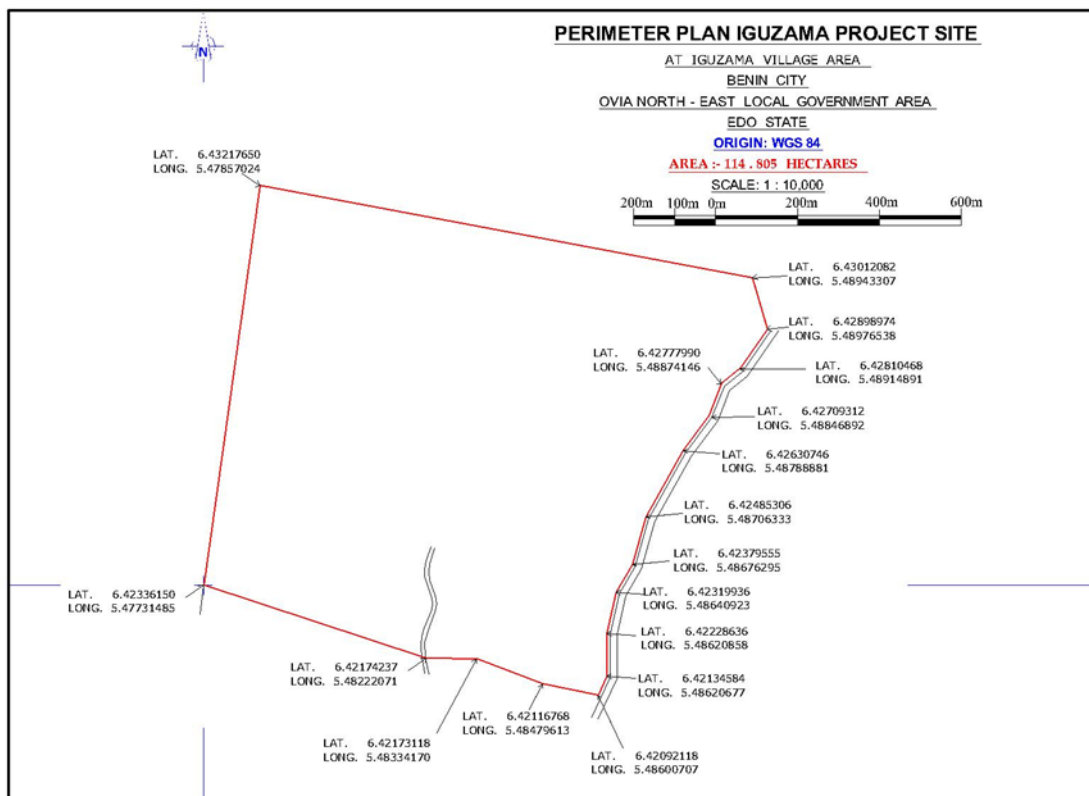 PERIMETER PLAN IGUZAMA PROJECT SITE
AT IGUZAMA VILLAGE AREA
BENIN CITY
OVIA NORTH - EAST LOCAL GOVERNMENT AREA
EDO STATE
ORIGIN: WGS 84
AREA :- 114 . 805 HECTARES
SCALE: 1 : 10,000
200m 100m 0m 200m 400m 600m
N
LAT. 6.43217650
LONG. 5.47857024
LAT. 6.43012082
LONG. 5.48943307
LAT. 6.42898974
LONG. 5.48976538
LAT. 6.42777990
LONG. 5.48874146
LAT. 6.42810468
LONG. 5.48914891
LAT. 6.42709312
LONG. 5.48846892
LAT. 6.42630746
LONG. 5.48788881
LAT. 6.42485306
LONG. 5.48706333
LAT. 6.42379555
LONG. 5.48676295
LAT. 6.42336150
LONG. 5.47731485
LAT. 6.42319936
LONG. 5.48640923
LAT. 6.42228636
LONG. 5.48620858
LAT. 6.42174237
LONG. 5.48222071
LAT. 6.42134584
LONG. 5.48620677
LAT. 6.42116768
LONG. 5.48479613
LAT. 6.42173118
LONG. 5.48334170
LAT. 6.42092118
LONG. 5.48600707